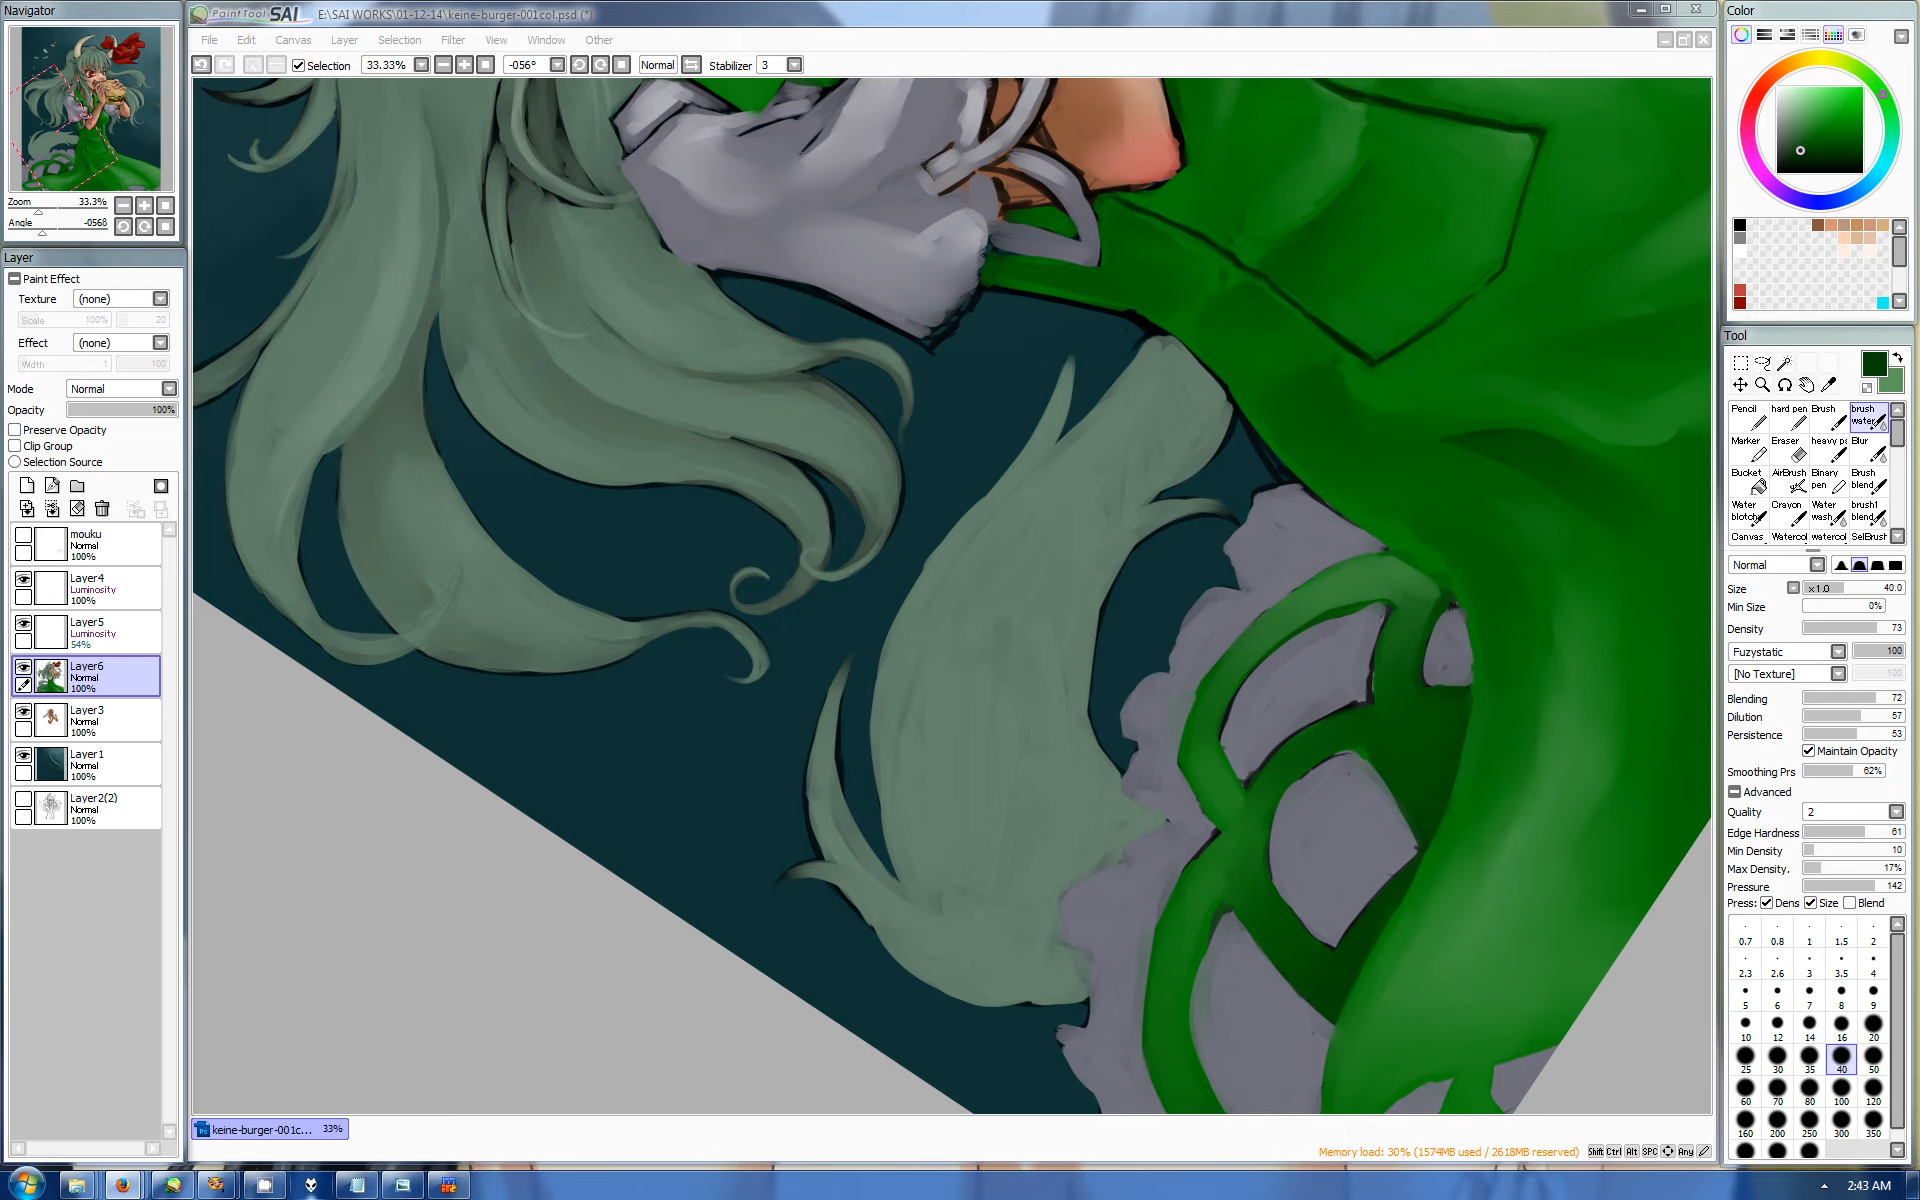 Navigator
PaintTool SAI E:\SAI WORKS\01-12-14\keine-burger-001col.psd (*)
File Edit Canvas Layer Selection Filter View Window Other
Selection 33.33% -056° Normal Stabilizer 3
Zoom 33.3%
Angle -056ß
Layer
Paint Effect
Texture (none)
Scale 100% 20
Effect (none)
Width 1 100
Mode Normal
Opacity 100%
Preserve Opacity
Clip Group
Selection Source
mouku
Normal
100%
Layer4
Luminosity
100%
Layer5
Luminosity
54%
Layer6
Normal
100%
Layer3
Normal
100%
Layer1
Normal
100%
Layer2(2)
Normal
100%
Color
Tool
Pencil hard pen Brush brush water
Marker Eraser heavy p Blur
Bucket AirBrush Binary pen Brush blend
Water blotch Crayon Water wash brush1 blend
Canvas Watercol watercol SelBrush
Normal
Size x1.0 40.0
Min Size 0%
Density 73
Fuzystatic 100
[No Texture] 100
Blending 72
Dilution 57
Persistence 53
Maintain Opacity
Smoothing Prs 62%
Advanced
Quality 2
Edge Hardness 61
Min Density 10
Max Density. 17%
Pressure 142
Press: Dens Size Blend
0.7 0.8 1 1.5 2
2.3 2.6 3 3.5 4
5 6 7 8 9
10 12 14 16 20
25 30 35 40 50
60 70 80 100 120
160 200 250 300 350
keine-burger-001c... 33%
Memory load: 30% (1574MB used / 2618MB reserved) Shift Ctrl Alt SPC Any
2:43 AM